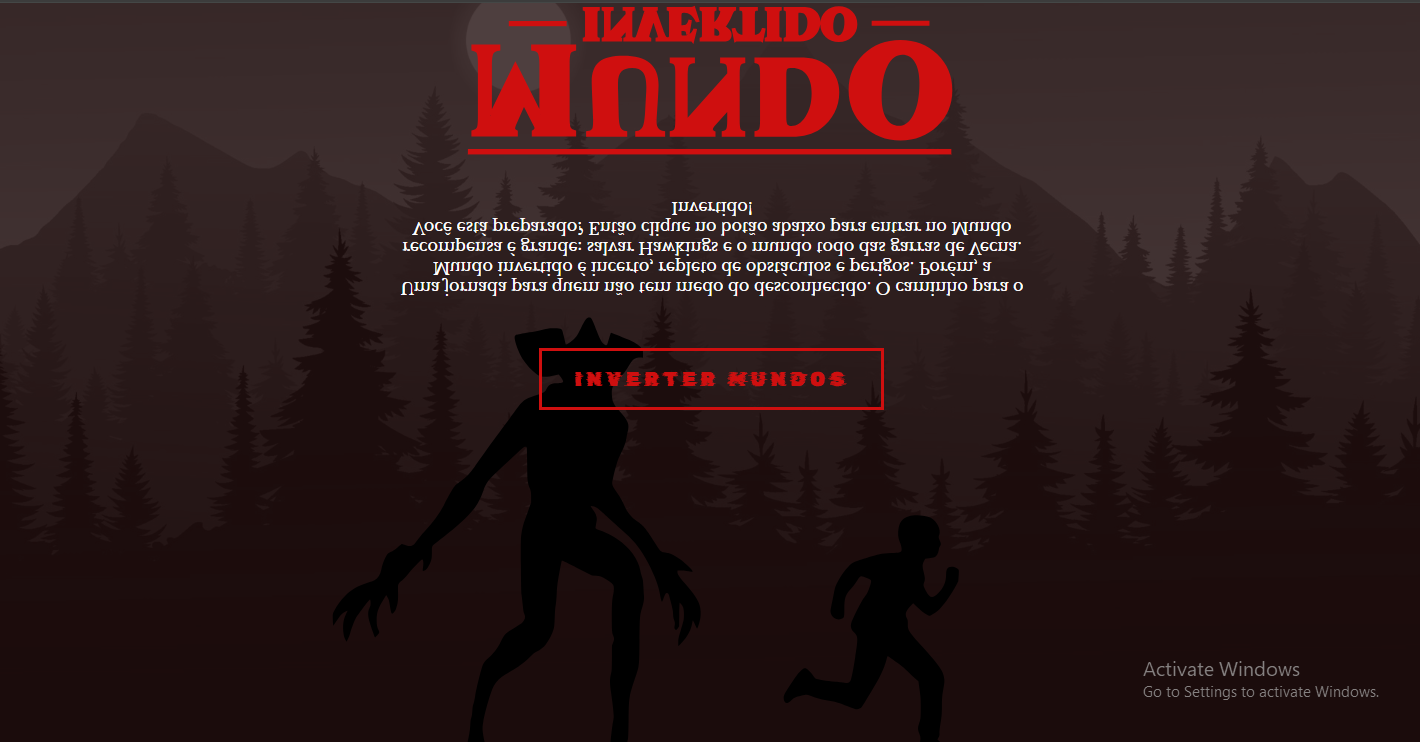 MUNDO
INVERTIDO
Uma jornada para quem não tem medo do desconhecido. O caminho para o
Mundo invertido é incerto, repleto de obstáculos e perigos. Porém, a
recompensa é grande: salvar Hawkings e o mundo todo das garras de Vecna.
Você está preparado? Então clique no botão abaixo para entrar no Mundo
Invertido!
INVERTER MUNDOS
Activate Windows
Go to Settings to activate Windows.